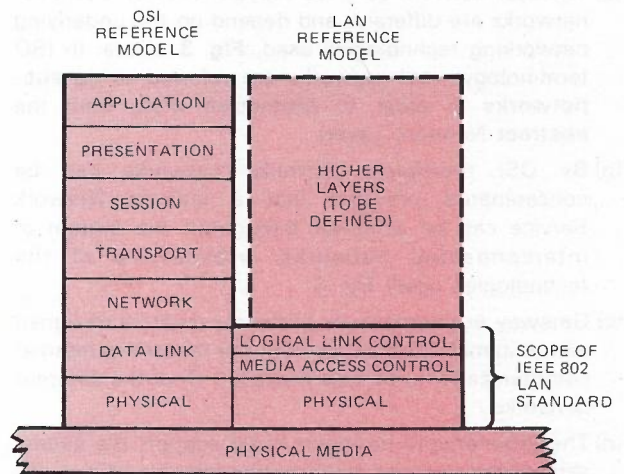 OSI
REFERENCE
MODEL
LAN
REFERENCE
MODEL
APPLICATION
PRESENTATION
SESSION
TRANSPORT
NETWORK
DATA LINK
PHYSICAL
HIGHER
LAYERS
(TO BE
DEFINED)
LOGICAL LINK CONTROL
MEDIA ACCESS CONTROL
PHYSICAL
SCOPE OF
IEEE 802
LAN
STANDARD
PHYSICAL MEDIA